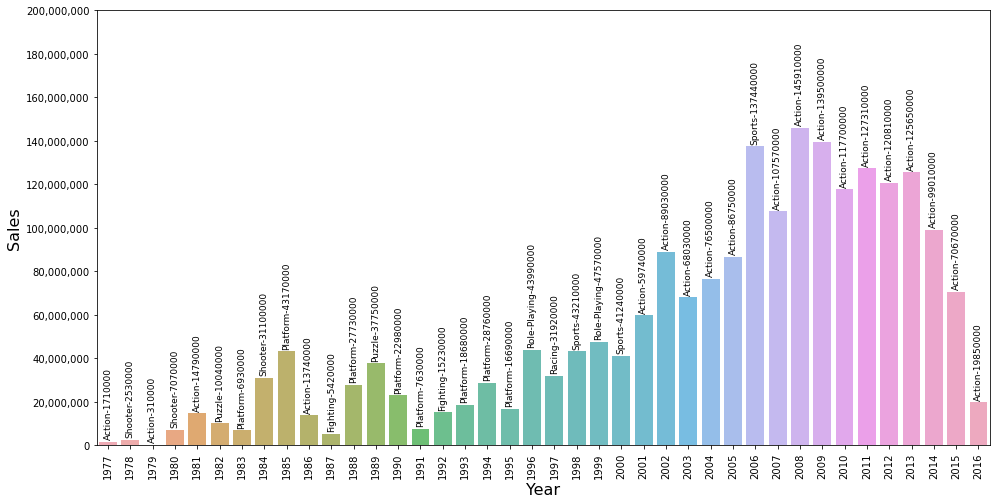 200,000,000
180,000,000
160,000,000
140,000,000
120,000,000
100,000,000
80,000,000
60,000,000
40,000,000
20,000,000
0
Sales
Action-1710000
Shooter-2530000
Action-310000
Shooter-7070000
Action-14790000
Puzzle-10040000
Platform-6930000
Shooter-31100000
Platform-43170000
Action-13740000
Fighting-5420000
Platform-27730000
Puzzle-37750000
Platform-22980000
Platform-7630000
Fighting-15230000
Platform-18680000
Platform-28760000
Platform-16690000
Role-Playing-43990000
Racing-31920000
Sports-43210000
Role-Playing-47570000
Sports-41240000
Action-59740000
Action-89030000
Action-68030000
Action-76500000
Action-86750000
Sports-137440000
Action-107570000
Action-145910000
Action-139500000
Action-117700000
Action-127310000
Action-120810000
Action-125650000
Action-99010000
Action-70670000
Action-19850000
1977
1978
1979
1980
1981
1982
1983
1984
1985
1986
1987
1988
1989
1990
1991
1992
1993
1994
1995
1996
1997
1998
1999
2000
2001
2002
2003
2004
2005
2006
2007
2008
2009
2010
2011
2012
2013
2014
2015
2016
Year